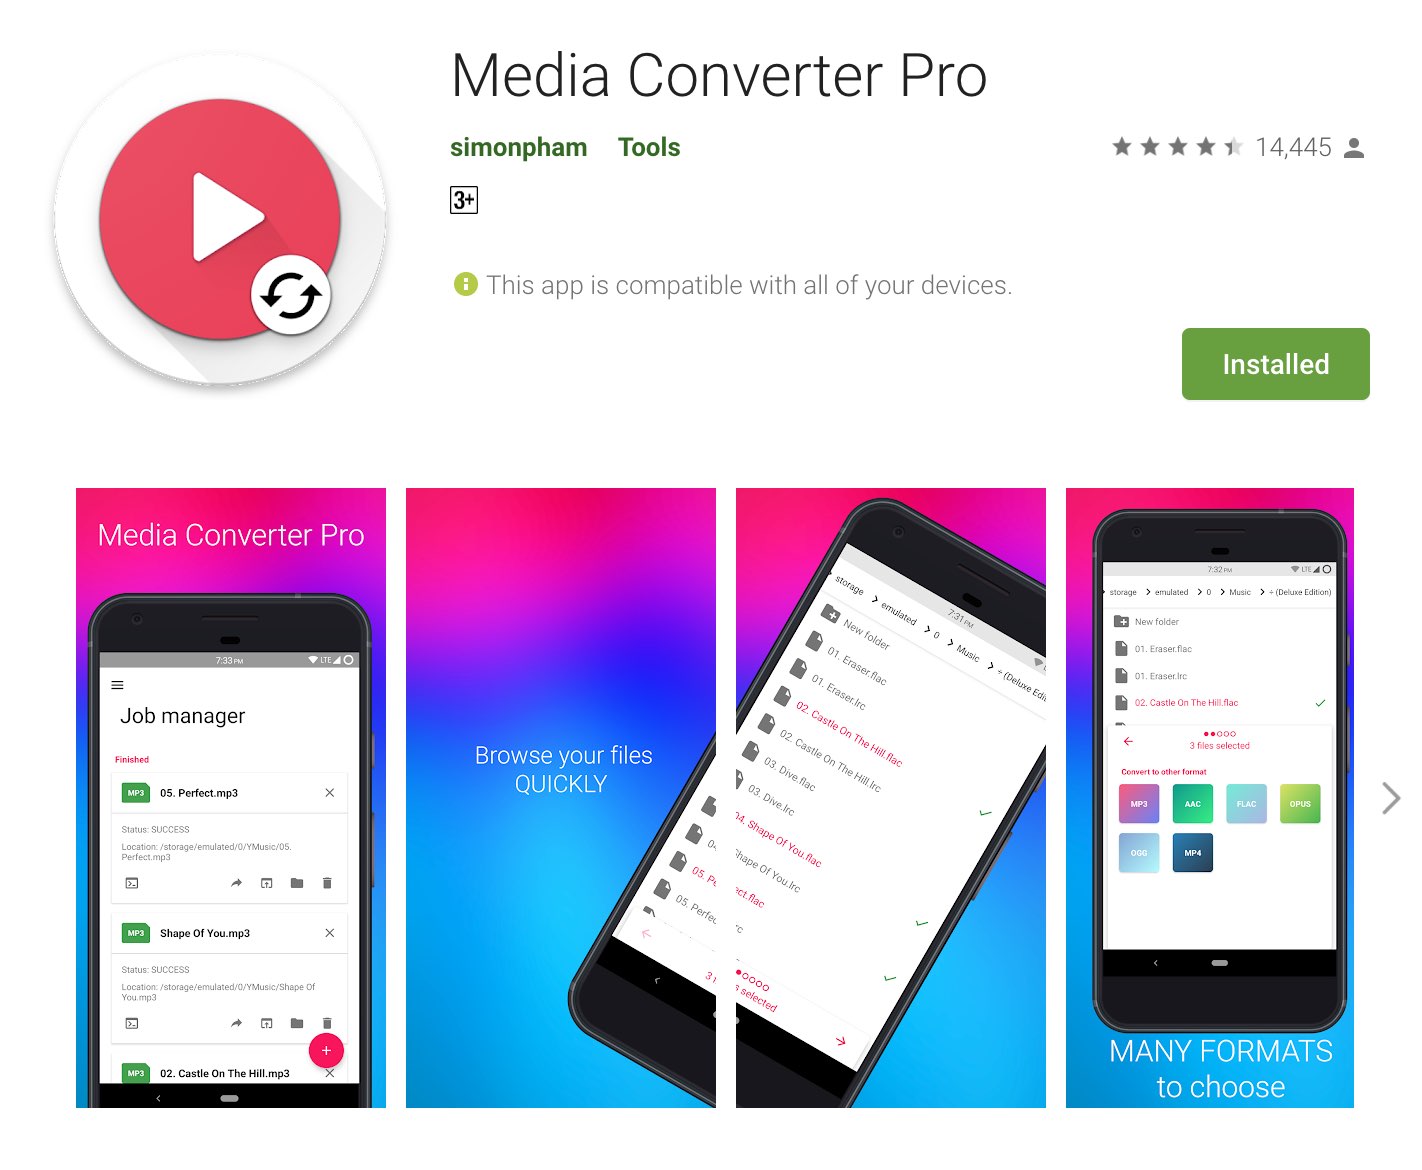 Media Converter Pro
simonpham Tools
14,445
3+
This app is compatible with all of your devices.
Installed
Media Converter Pro
7:33 PM
LTE
Job manager
Finished
MP3 05. Perfect.mp3
Status: SUCCESS
Location: /storage/emulated/0/YMusic/05.
Perfect.mp3
MP3 Shape Of You.mp3
Status: SUCCESS
Location: /storage/emulated/0/YMusic/Shape Of
You.mp3
MP3 02. Castle On The Hill.mp3
Browse your files
QUICKLY
7:31 PM
storage > emulated > 0 > Music > ÷ (Deluxe Edit
New folder
01. Eraser.flac
01. Eraser.lrc
02. Castle On The Hill.flac
02. Castle On The Hill.lrc
03. Dive.flac
03. Dive.lrc
04. Shape Of You.flac
04. Shape Of You.lrc
05. Perfect.flac
05. Perfect.lrc
3 files selected
7:32 PM
LTE
storage > emulated > 0 > Music > ÷ (Deluxe Edition)
New folder
01. Eraser.flac
01. Eraser.lrc
02. Castle On The Hill.flac
3 files selected
Convert to other format
MP3 AAC FLAC OPUS
OGG MP4
MANY FORMATS
to choose